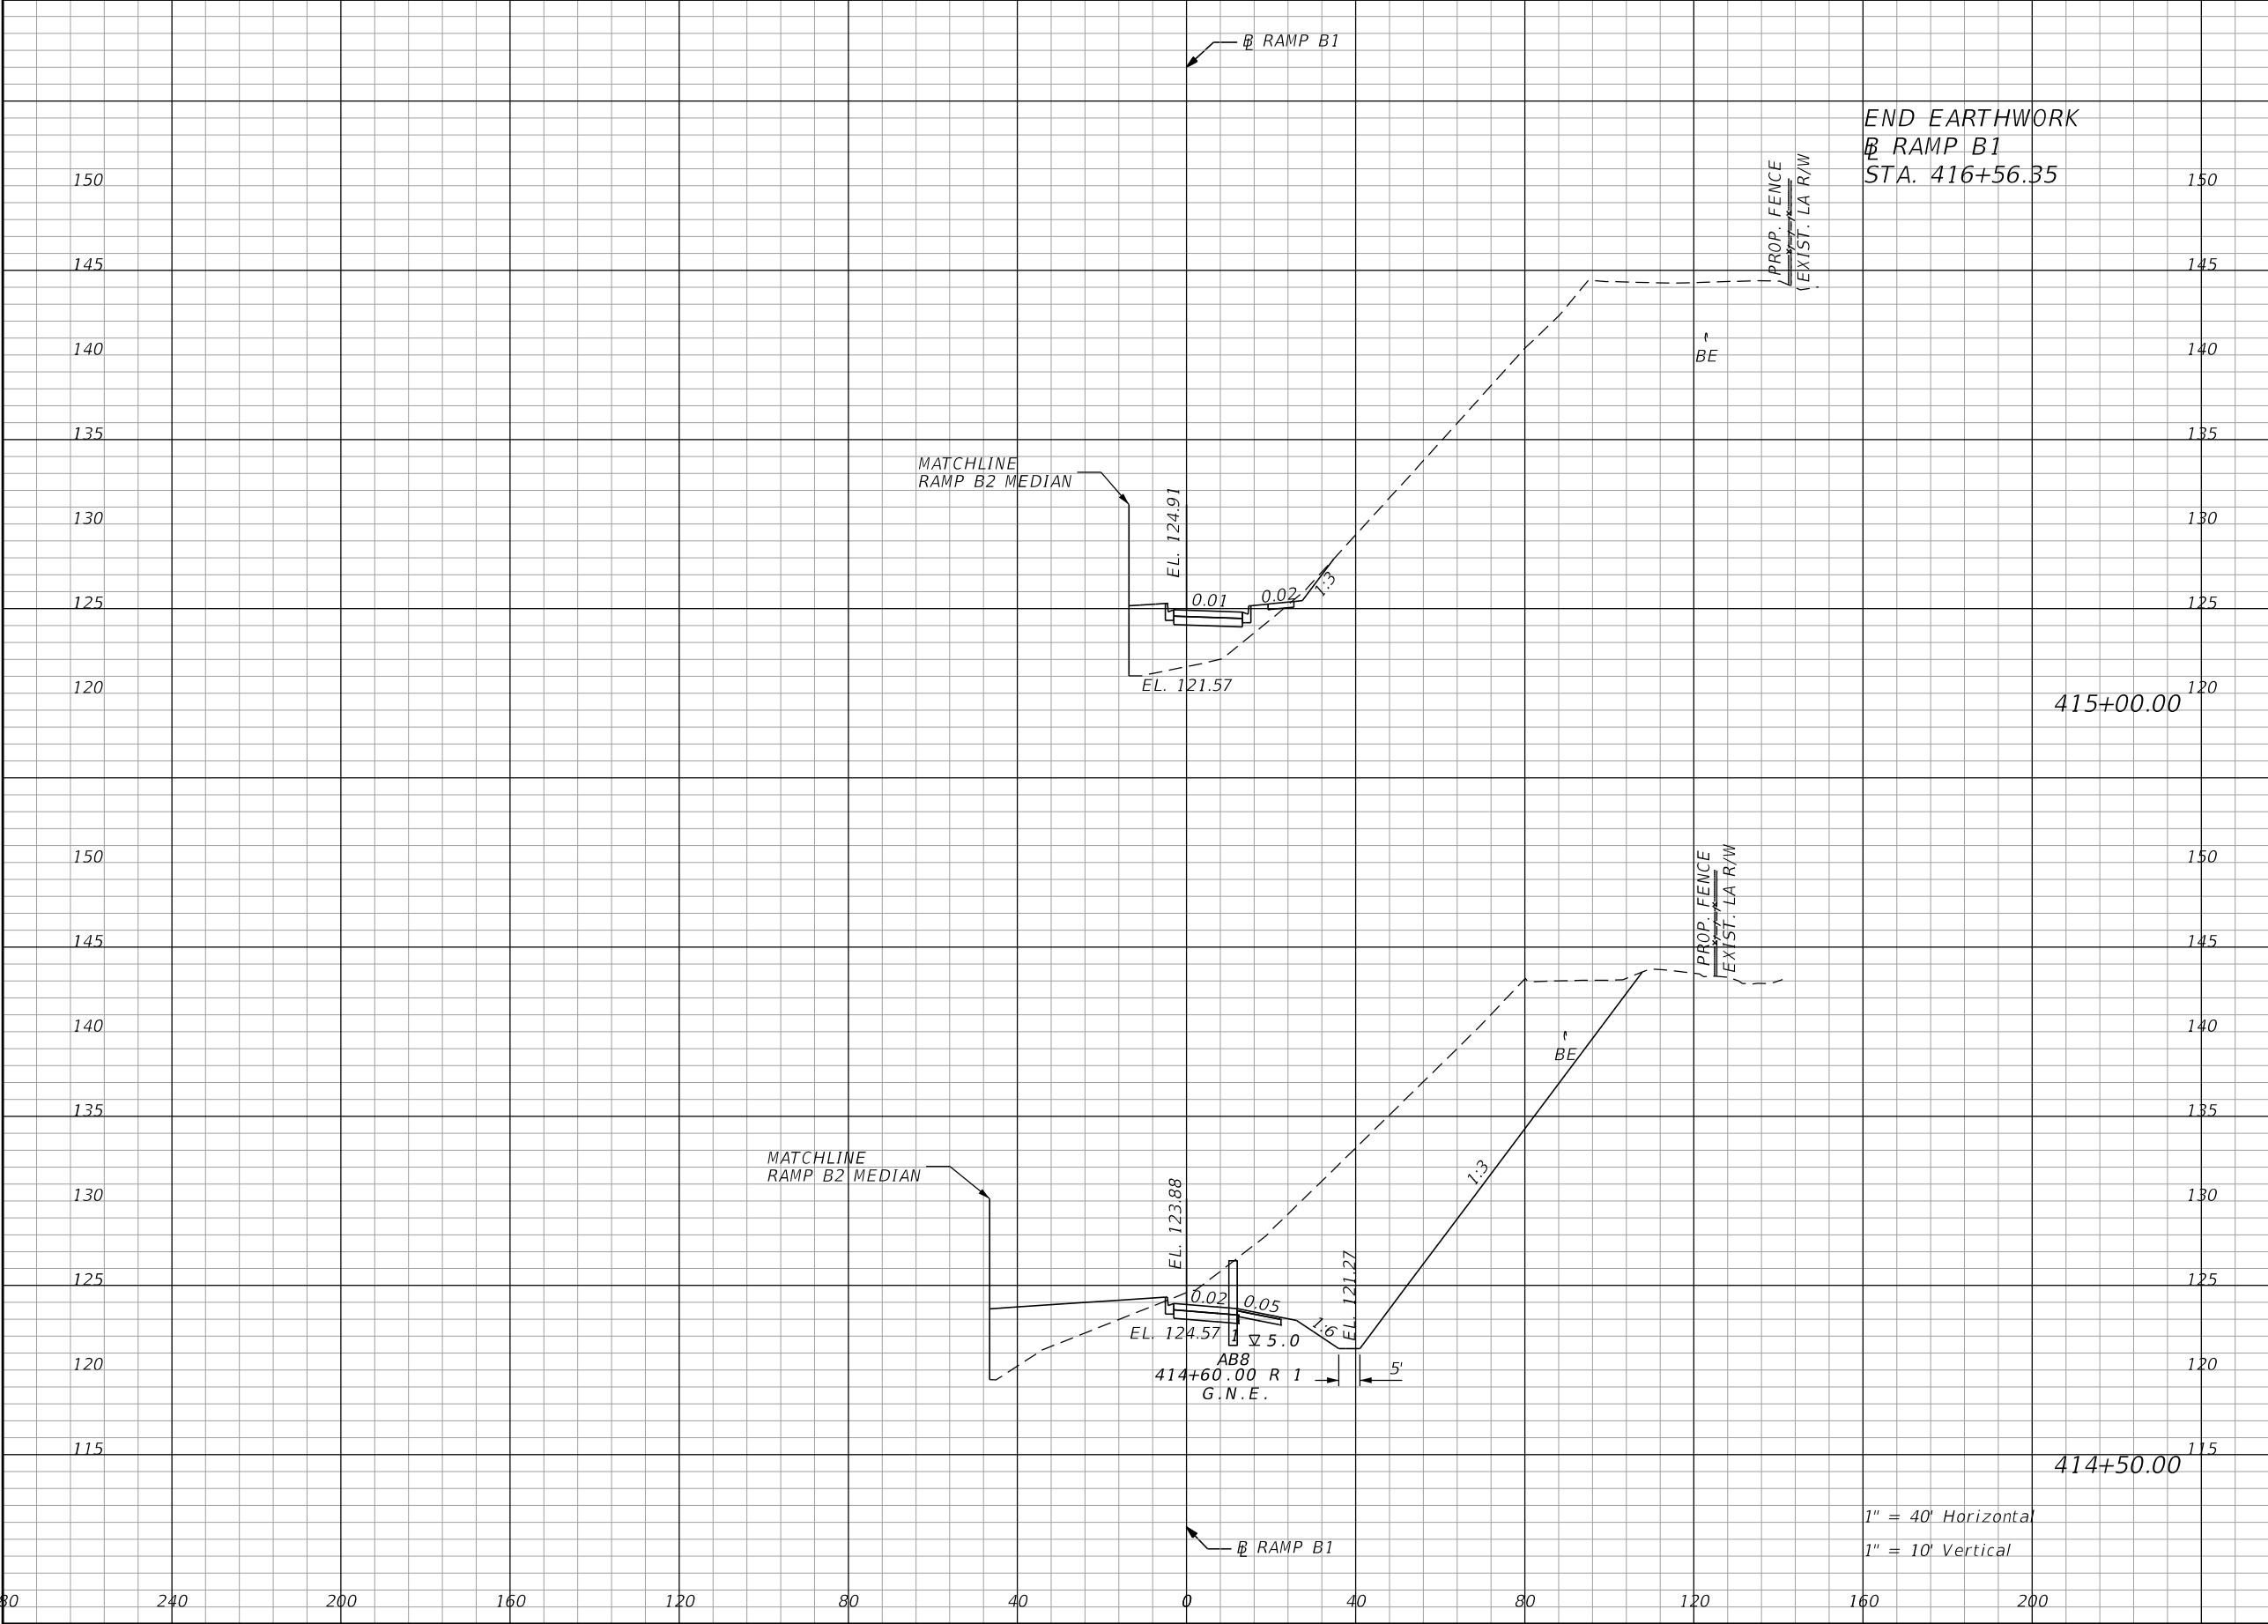 BL RAMP B1
END EARTHWORK
BL RAMP B1
STA. 416+56.35
PROP. FENCE
EXIST. LA R/W
150 150
145 145
140 140
BE
135 135
MATCHLINE
RAMP B2 MEDIAN
EL. 124.91
130 130
0.01
0.02
1:3
125 125
EL. 121.57
120 120
415+00.00
PROP. FENCE
EXIST. LA R/W
150 150
145 145
140 140
BE
135 135
MATCHLINE
RAMP B2 MEDIAN
EL. 123.88
1:3
130 130
EL. 121.27
125 125
0.02
0.05
1:6
EL. 124.57
1
5.0
AB8
414+60.00 R 1
G.N.E.
5'
120 120
115 115
414+50.00
1" = 40' Horizontal
BL RAMP B1
1" = 10' Vertical
80 240 200 160 120 80 40 0 40 80 120 160 200